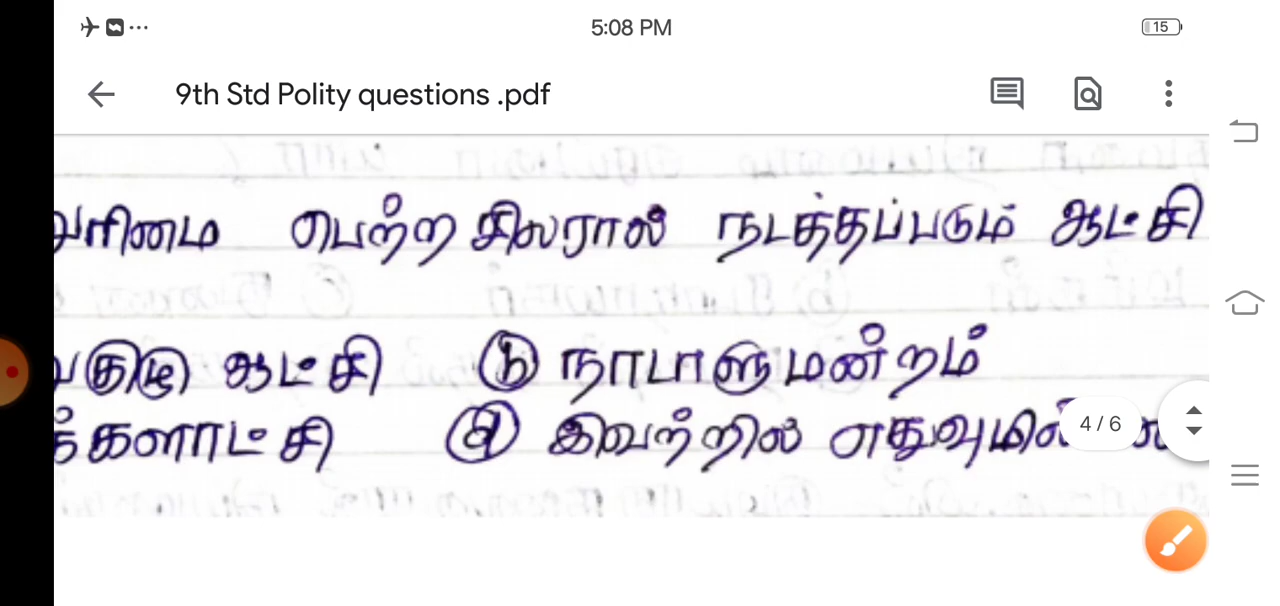 5:08 PM
15
9th Std Polity questions .pdf
பெற்ற சிலரால் நடத்தப்படும் ஆட்சி
ஆட்சி b நாடாளுமன்றம்
க்களாட்சி d இவற்றில்
4 / 6